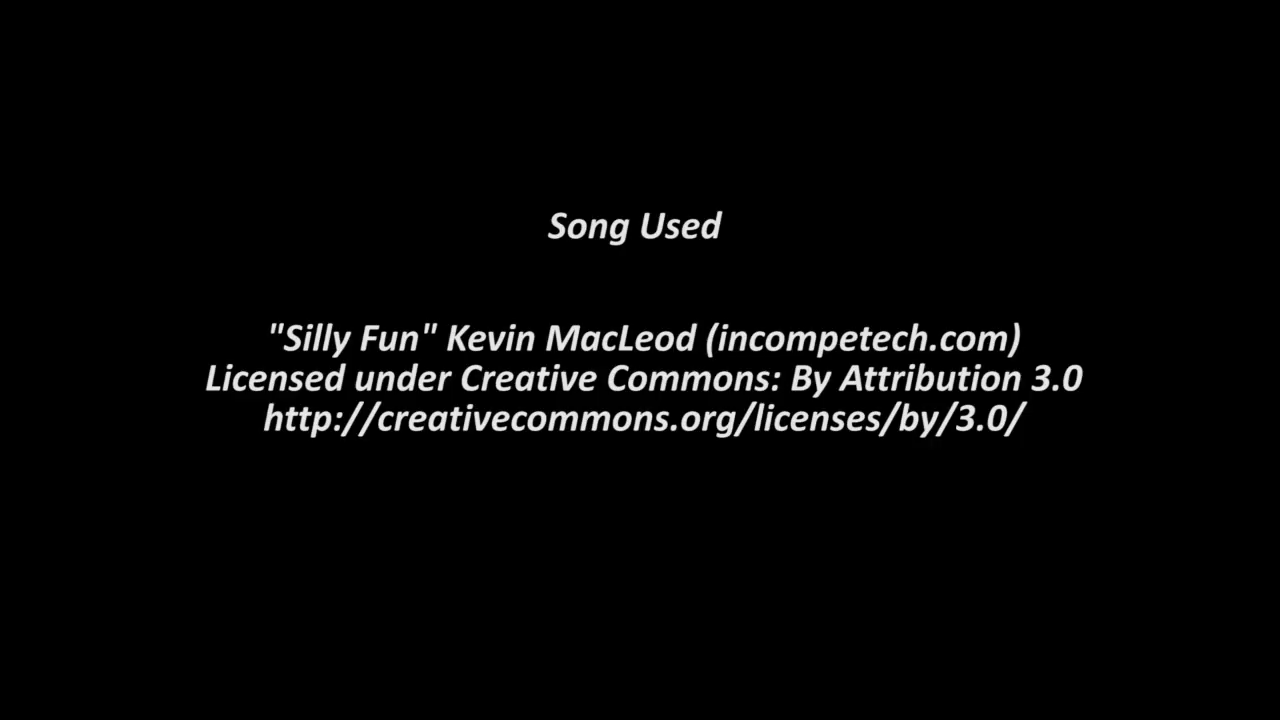 Song Used
"Silly Fun" Kevin MacLeod (incompetech.com)
Licensed under Creative Commons: By Attribution 3.0
http://creativecommons.org/licenses/by/3.0/